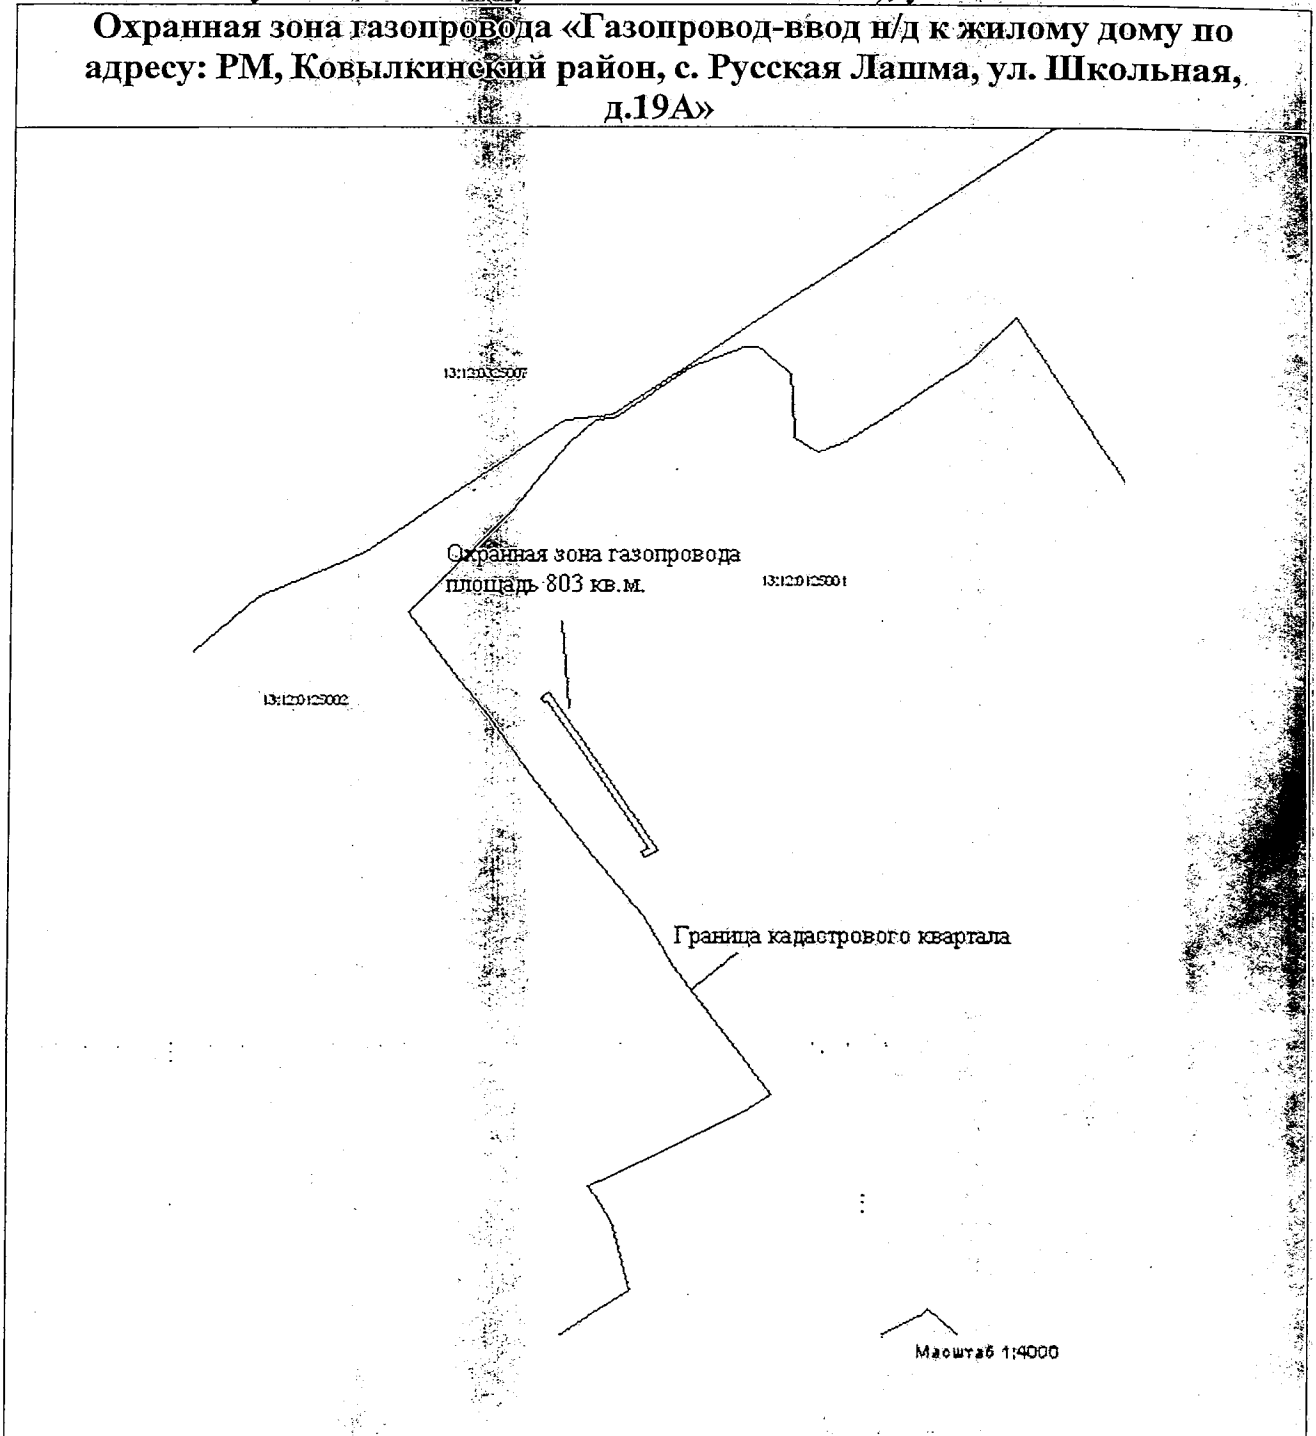 Охранная зона газопровода «Газопровод-ввод н/д к жилому дому по
адресу: РМ, Ковылкинский район, с. Русская Лашма, ул. Школьная,
д.19А»
Охранная зона газопровода
площадь 803 кв.м.
13:12:0125001
13:12:0125002
Граница кадастрового квартала
Масштаб 1:4000